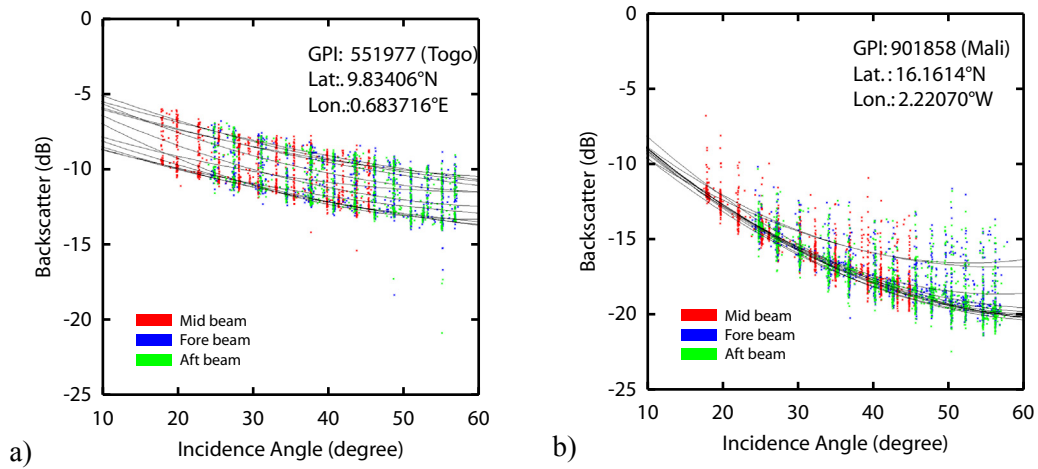 0
-5
-10
-15
-20
-25
Backscatter (dB)
GPI: 551977 (Togo)
Lat:. 9.83406°N
Lon.:0.683716°E
Mid beam
Fore beam
Aft beam
10 20 30 40 50 60
Incidence Angle (degree)
a)
0
-5
-10
-15
-20
-25
Backscatter (dB)
GPI: 901858 (Mali)
Lat. : 16.1614°N
Lon.: 2.22070°W
Mid beam
Fore beam
Aft beam
10 20 30 40 50 60
Incidence Angle (degree)
b)